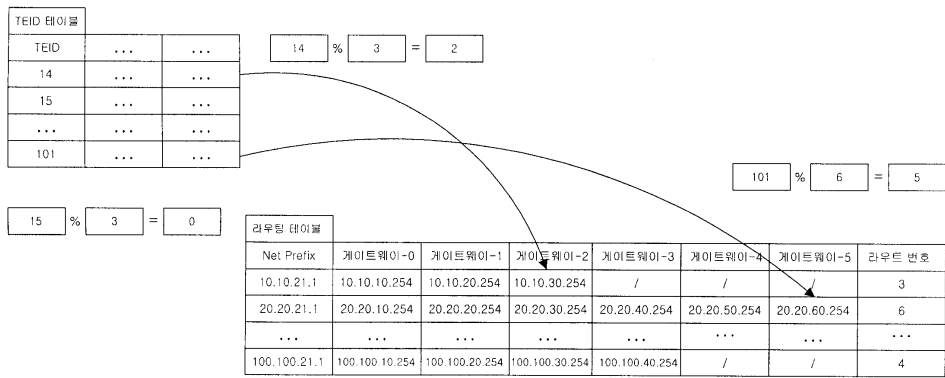 TEID 테이블
TEID ... ...
14 ... ...
15 ... ...
... ... ...
101 ... ...
14 % 3 = 2
101 % 6 = 5
15 % 3 = 0
라우팅 테이블
Net Prefix 게이트웨이-0 게이트웨이-1 게이트웨이-2 게이트웨이-3 게이트웨이-4 게이트웨이-5 라우트 번호
10.10.21.1 10.10.10.254 10.10.20.254 10.10.30.254 / / / 3
20.20.21.1 20.20.10.254 20.20.20.254 20.20.30.254 20.20.40.254 20.20.50.254 20.20.60.254 6
... ... ... ... ... ... ... ...
100.100.21.1 100.100.10.254 100.100.20.254 100.100.30.254 100.100.40.254 / / 4